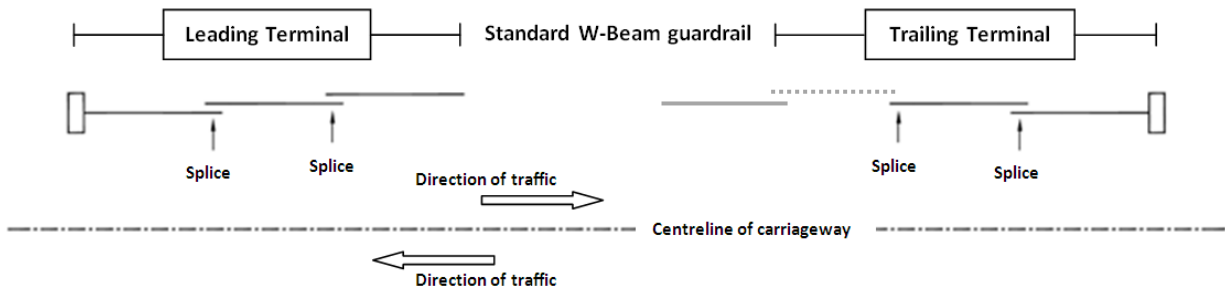 Leading Terminal
Standard W-Beam guardrail
Trailing Terminal
Splice
Splice
Splice
Splice
Direction of traffic
Centreline of carriageway
Direction of traffic